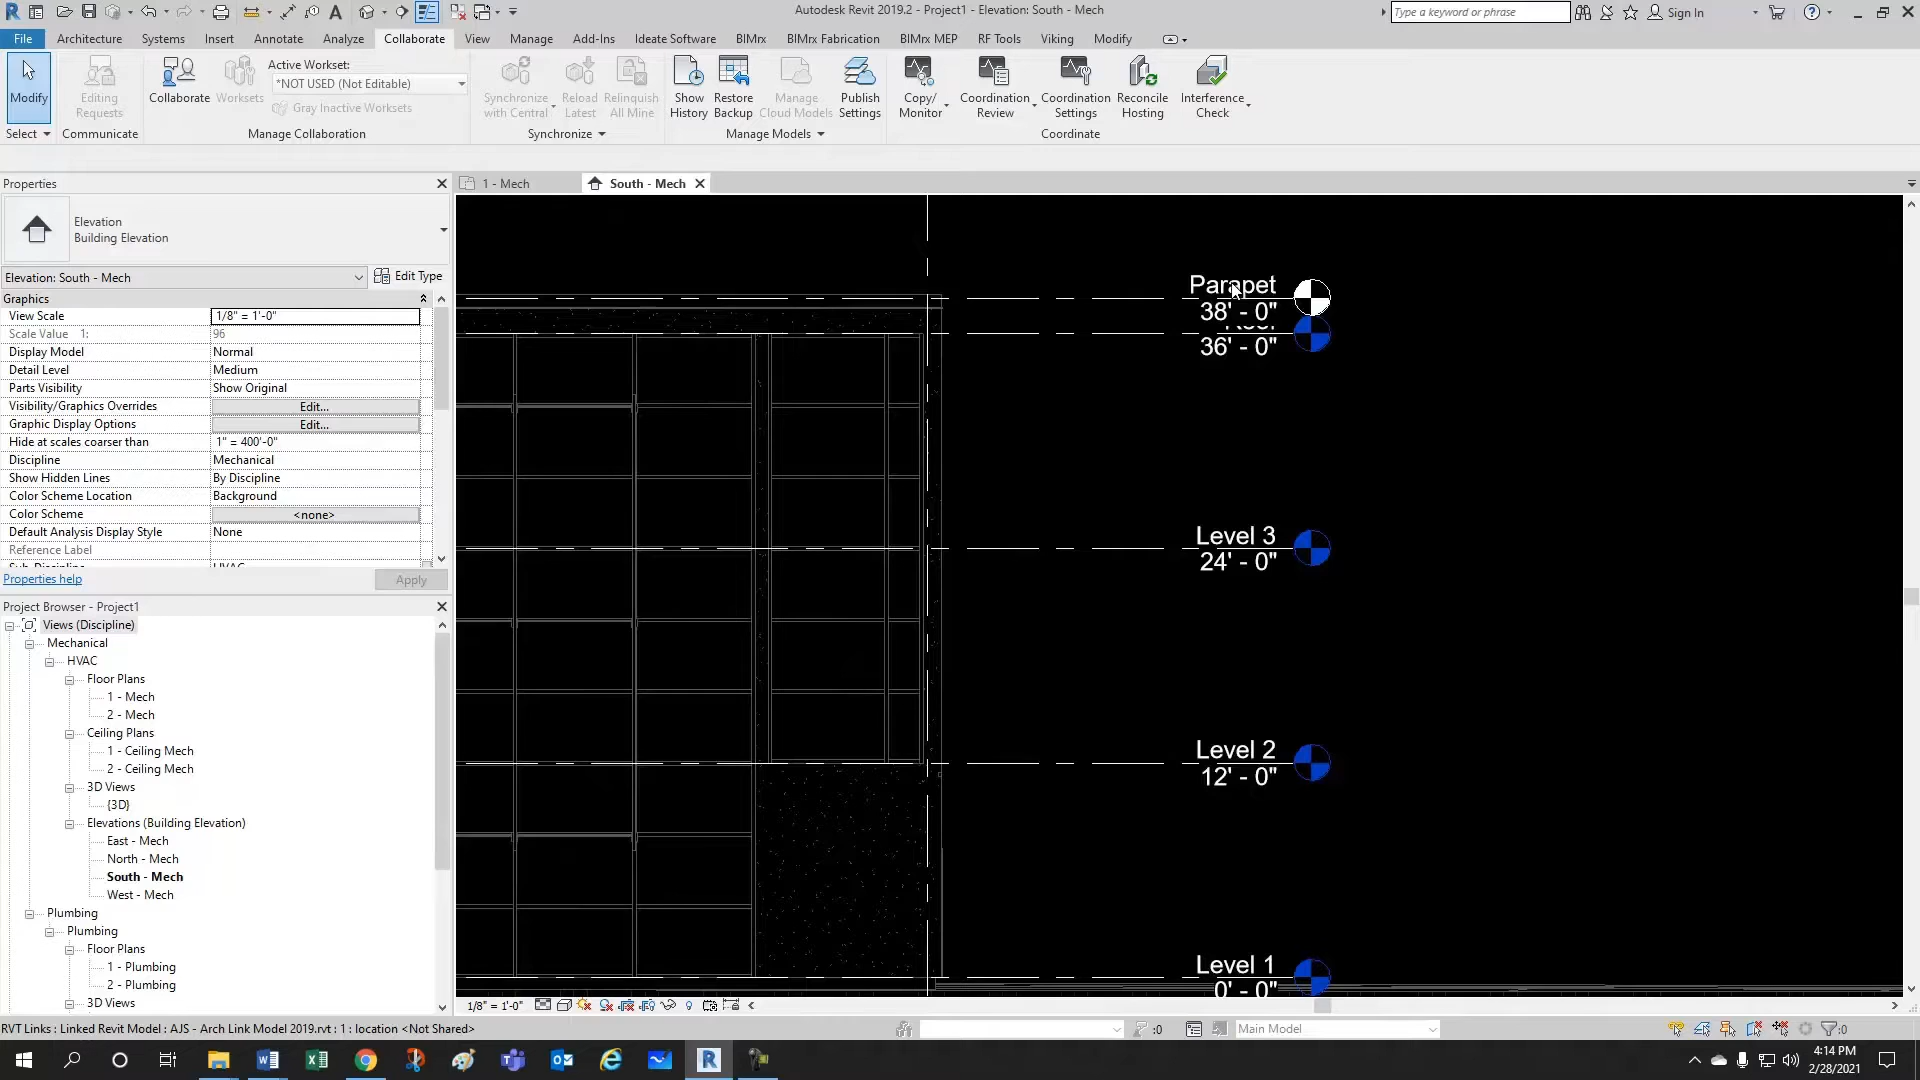 Autodesk Revit 2019.2 - Project1 - Elevation: South - Mech
Type a keyword or phrase
Sign In
File Architecture Systems Insert Annotate Analyze Collaborate View Manage Add-Ins Ideate Software BIMrx BIMrx Fabrication BIMrx MEP RF Tools Viking Modify
Modify
Editing Requests
Collaborate
Worksets
Active Workset:
*NOT USED (Not Editable)
Gray Inactive Worksets
Synchronize with Central
Reload Latest
Relinquish All Mine
Show History
Restore Backup
Manage Cloud Models
Publish Settings
Copy/ Monitor
Coordination Review
Coordination Settings
Reconcile Hosting
Interference Check
Select Communicate Manage Collaboration Synchronize Manage Models Coordinate
Properties
1 - Mech
South - Mech
Elevation
Building Elevation
Elevation: South - Mech
Edit Type
Graphics
View Scale 1/8" = 1'-0"
Scale Value 1: 96
Display Model Normal
Detail Level Medium
Parts Visibility Show Original
Visibility/Graphics Overrides Edit...
Graphic Display Options Edit...
Hide at scales coarser than 1" = 400'-0"
Discipline Mechanical
Show Hidden Lines By Discipline
Color Scheme Location Background
Color Scheme <none>
Default Analysis Display Style None
Reference Label
Properties help
Apply
Project Browser - Project1
Views (Discipline)
Mechanical
HVAC
Floor Plans
1 - Mech
2 - Mech
Ceiling Plans
1 - Ceiling Mech
2 - Ceiling Mech
3D Views
{3D}
Elevations (Building Elevation)
East - Mech
North - Mech
South - Mech
West - Mech
Plumbing
Plumbing
Floor Plans
1 - Plumbing
2 - Plumbing
3D Views
Parapet
38' - 0"
36' - 0"
Level 3
24' - 0"
Level 2
12' - 0"
Level 1
0' - 0"
1/8" = 1'-0"
RVT Links : Linked Revit Model : AJS - Arch Link Model 2019.rvt : 1 : location <Not Shared>
:0
Main Model
:0
4:14 PM
2/28/2021